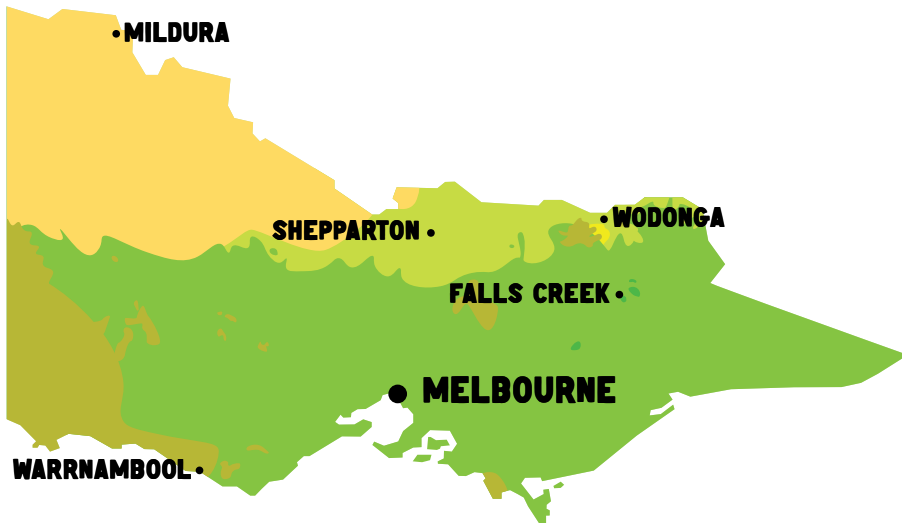 MILDURA
WODONGA
SHEPPARTON
FALLS CREEK
MELBOURNE
WARRNAMBOOL